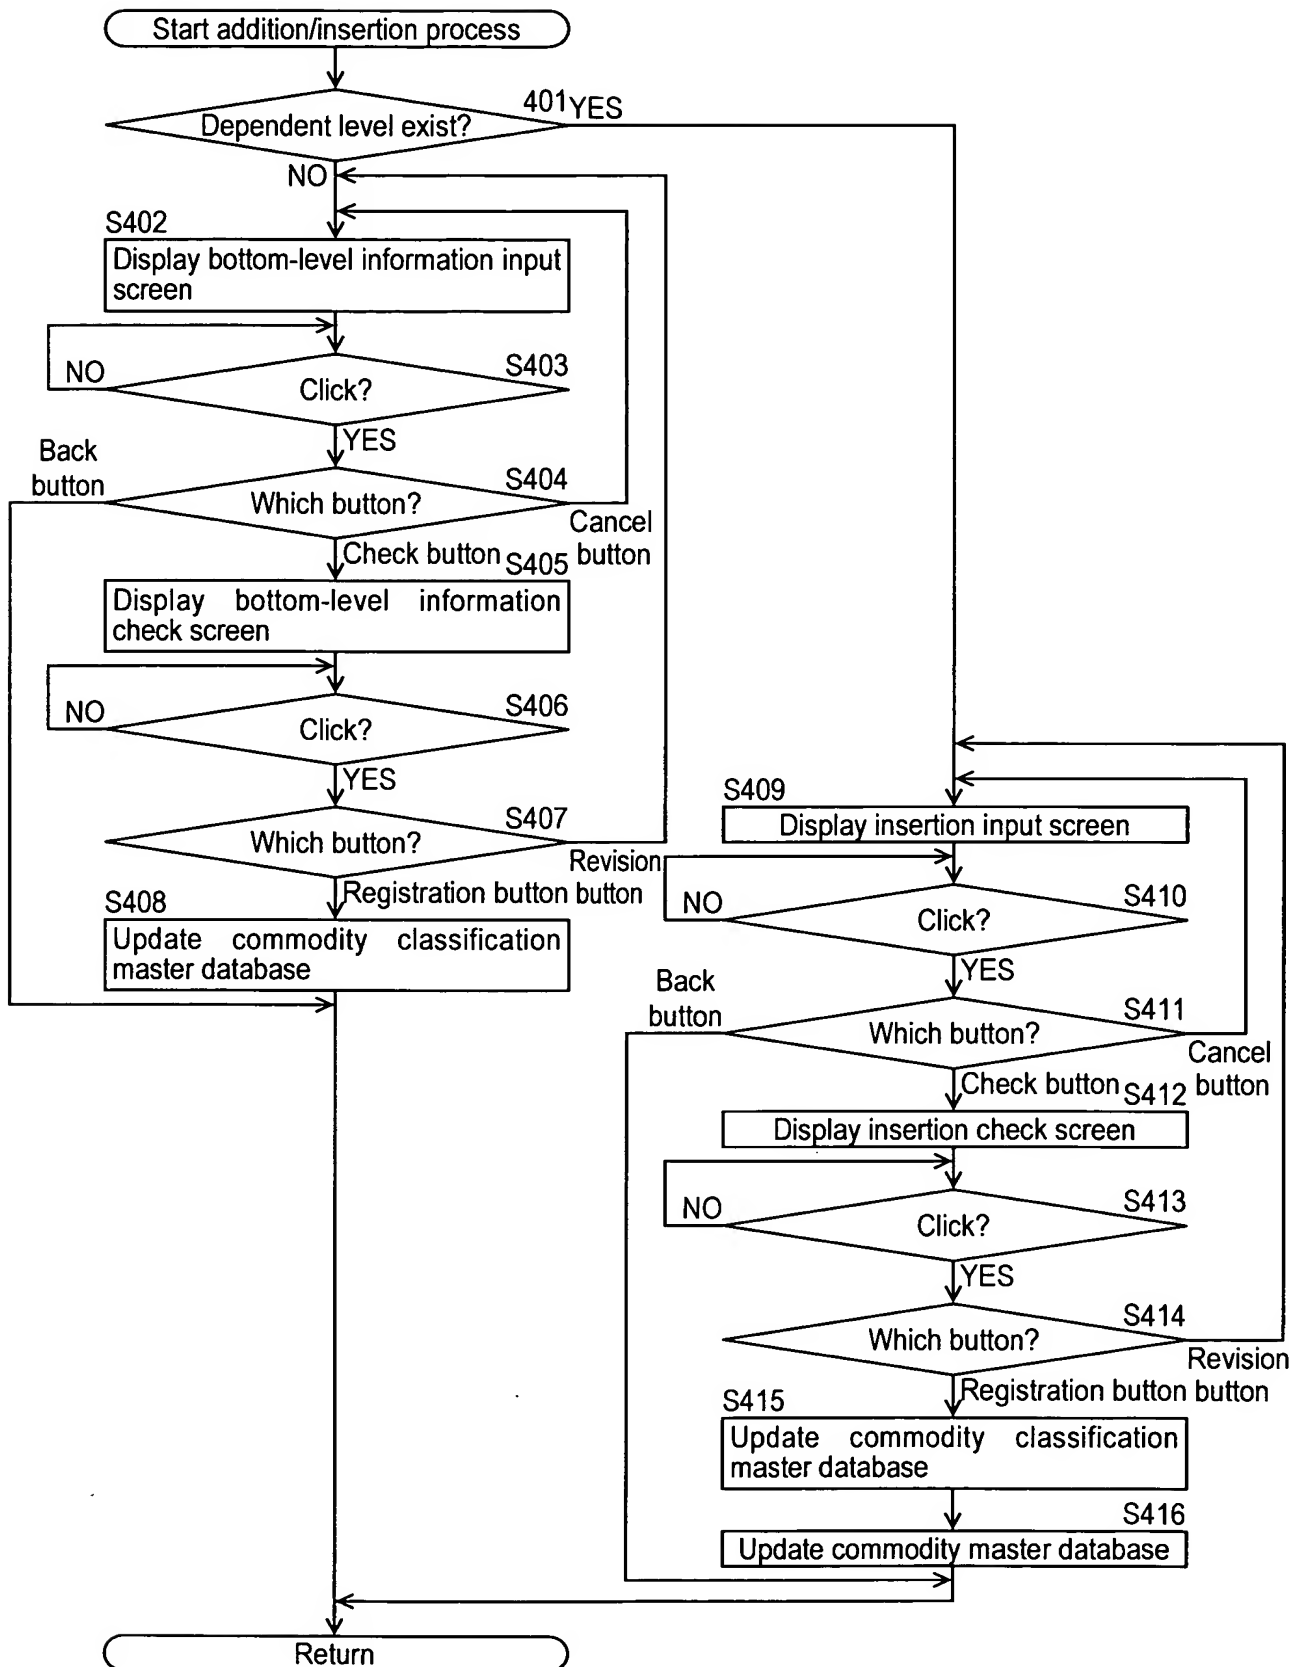 Start addition/insertion process
401
YES
Dependent level exist?
NO
S402
Display bottom-level information input
screen
NO
S403
Click?
YES
Back
button
S404
Which button?
Cancel
button
Check button
S405
Display bottom-level information
check screen
NO
S406
Click?
YES
S407
Which button?
Revision
button
Registration button
S408
Update commodity classification
master database
S409
Display insertion input screen
NO
S410
Click?
YES
Back
button
S411
Which button?
Cancel
button
Check button
S412
Display insertion check screen
NO
S413
Click?
YES
S414
Which button?
Revision
button
Registration button
S415
Update commodity classification
master database
S416
Update commodity master database
Return